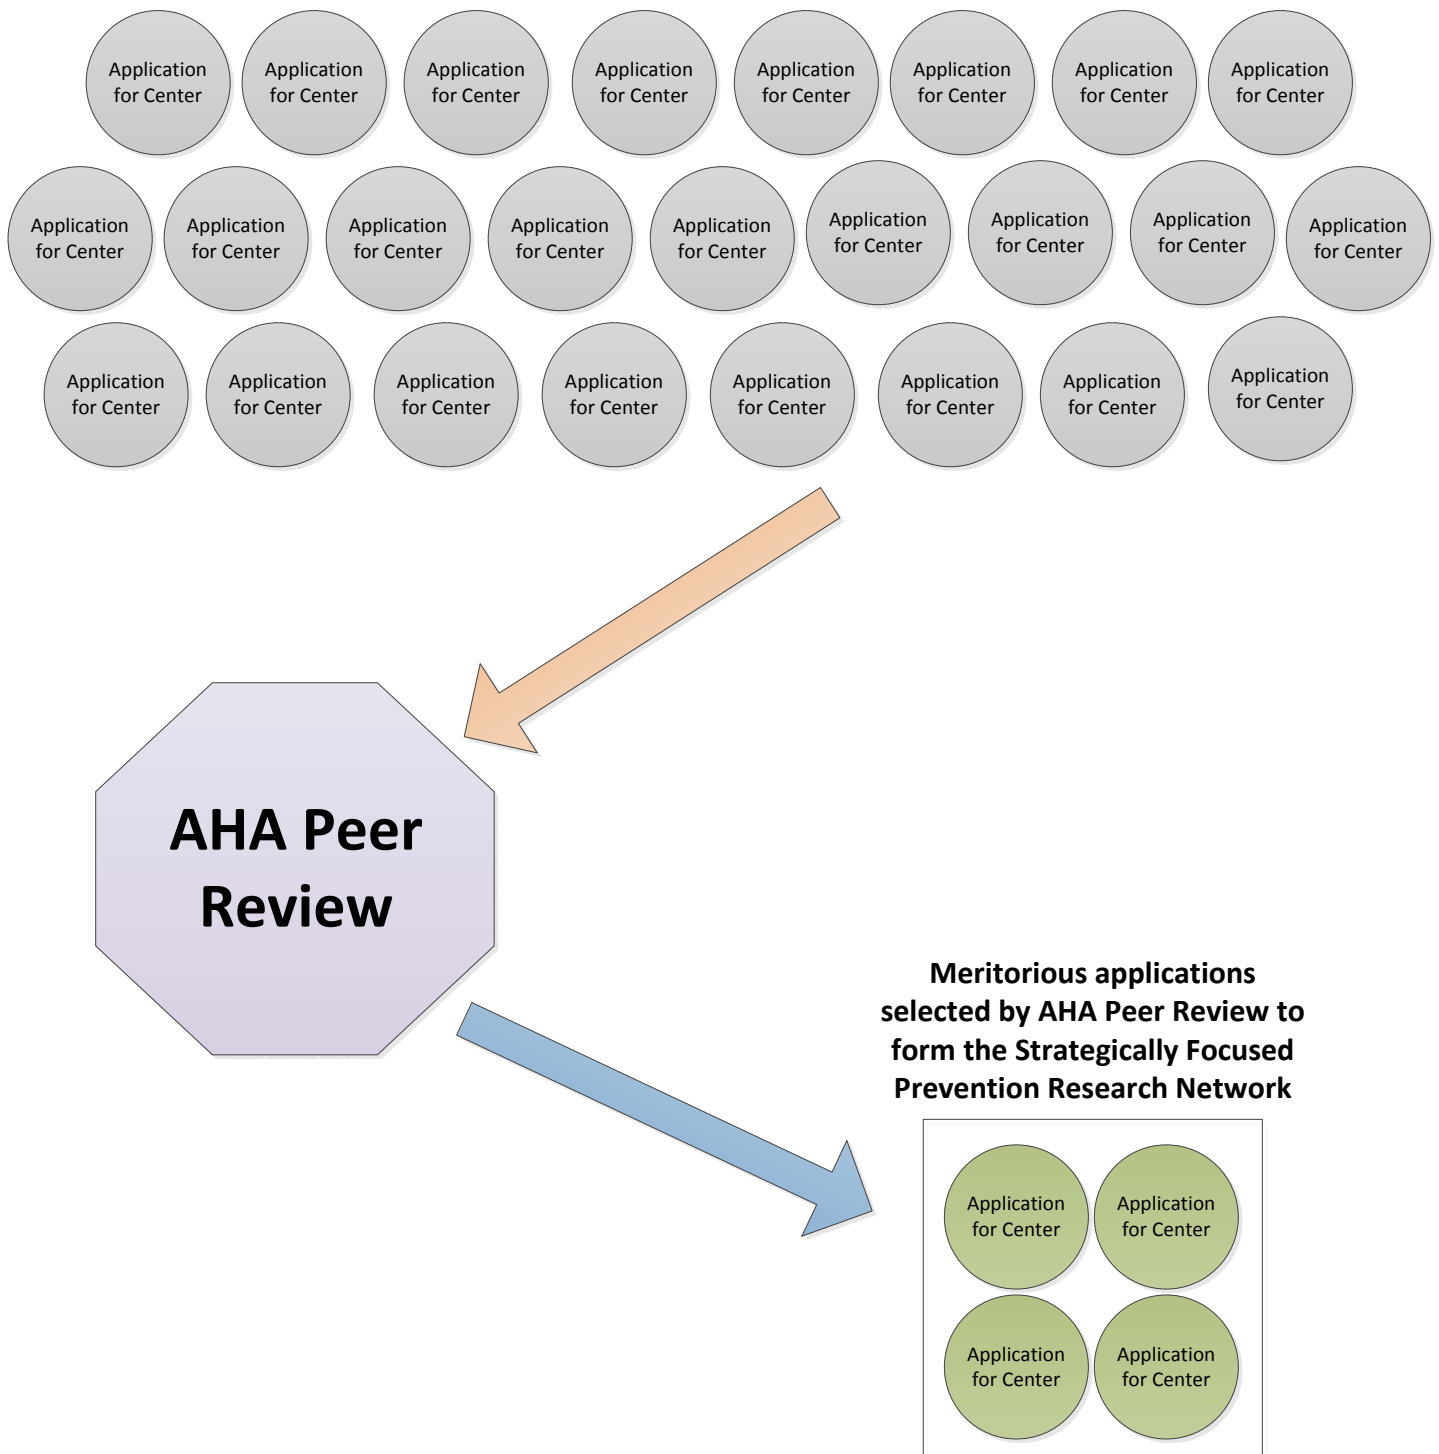 Application
for Center
Application
for Center
Application
for Center
Application
for Center
Application
for Center
Application
for Center
Application
for Center
Application
for Center
Application
for Center
Application
for Center
Application
for Center
Application
for Center
Application
for Center
Application
for Center
Application
for Center
Application
for Center
Application
for Center
Application
for Center
Application
for Center
Application
for Center
Application
for Center
Application
for Center
Application
for Center
Application
for Center
Application
for Center
AHA Peer
Review
Meritorious applications
selected by AHA Peer Review to
form the Strategically Focused
Prevention Research Network
Application
for Center
Application
for Center
Application
for Center
Application
for Center